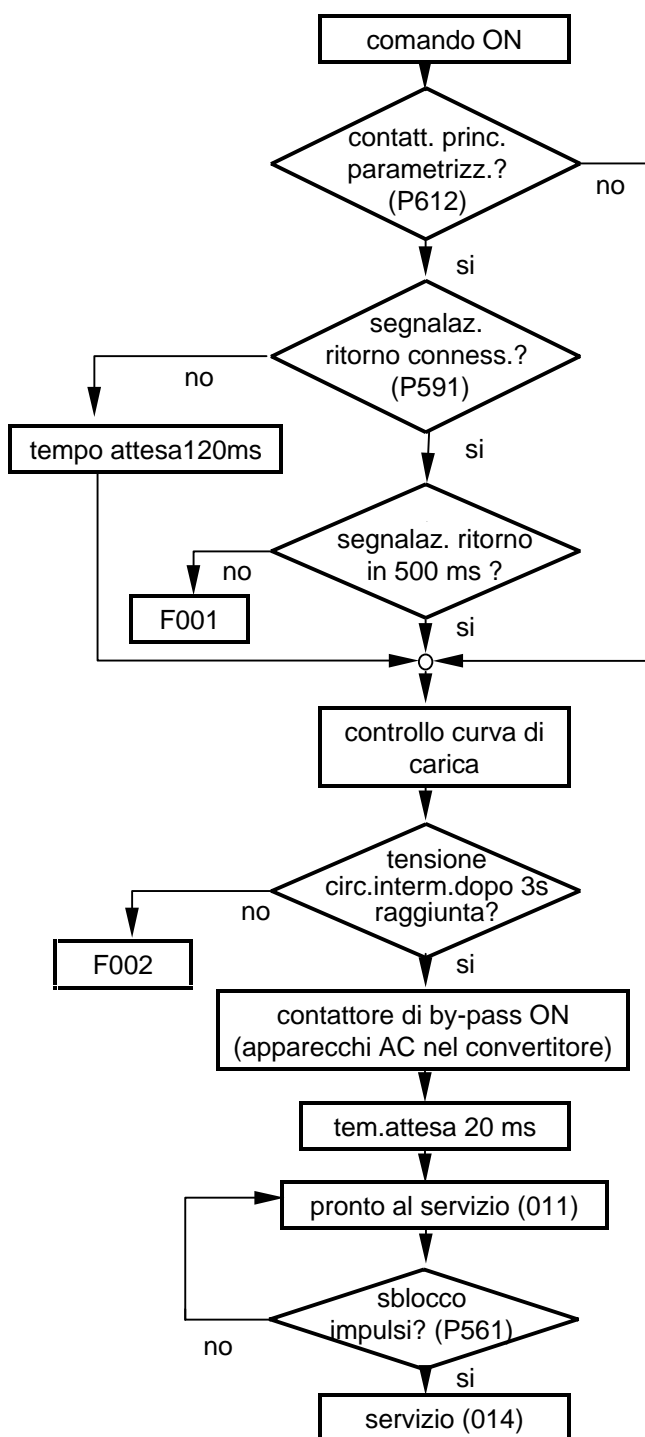 comando ON
contatt. princ.
parametrizz.?
(P612)
no
si
segnalaz.
ritorno conness.?
(P591)
no
tempo attesa120ms
si
segnalaz. ritorno
in 500 ms ?
no
F001
si
controllo curva di
carica
tensione
circ.interm.dopo 3s
raggiunta?
no
F002
si
contattore di by-pass ON
(apparecchi AC nel convertitore)
tem.attesa 20 ms
pronto al servizio (011)
sblocco
impulsi? (P561)
no
si
servizio (014)